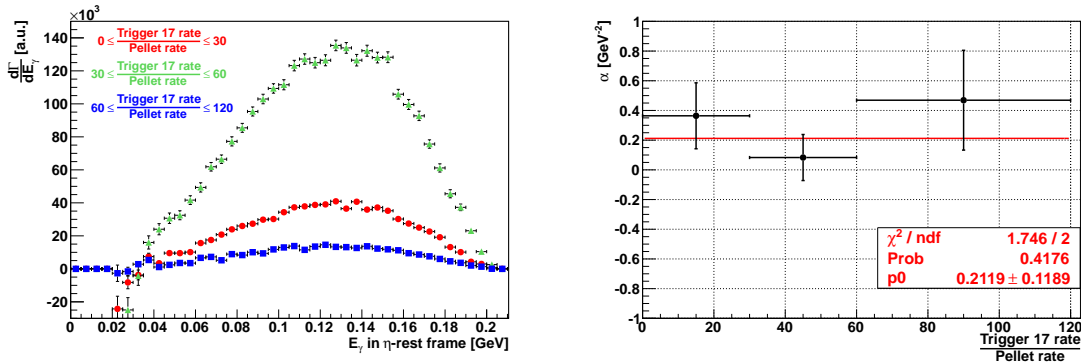 ×10³
dΓ/dE_γ [a.u.]
140
120
100
80
60
40
20
0
-20
0 ≤ Trigger 17 rate / Pellet rate ≤ 30
30 ≤ Trigger 17 rate / Pellet rate ≤ 60
60 ≤ Trigger 17 rate / Pellet rate ≤ 120
0 0.02 0.04 0.06 0.08 0.1 0.12 0.14 0.16 0.18 0.2
E_γ in η-rest frame [GeV]
α [GeV⁻²]
1
0.8
0.6
0.4
0.2
0
-0.2
-0.4
-0.6
-0.8
-1
χ² / ndf 1.746 / 2
Prob 0.4176
p0 0.2119 ± 0.1189
0 20 40 60 80 100 120
Trigger 17 rate
Pellet rate